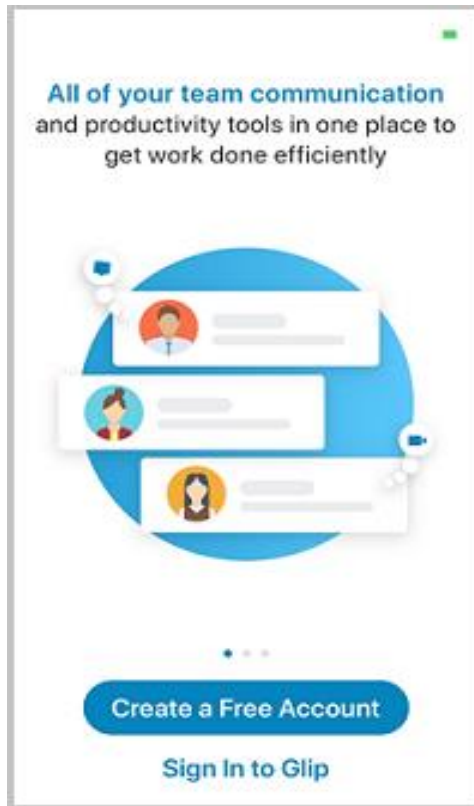 All of your team communication
and productivity tools in one place to
get work done efficiently
Create a Free Account
Sign In to Glip